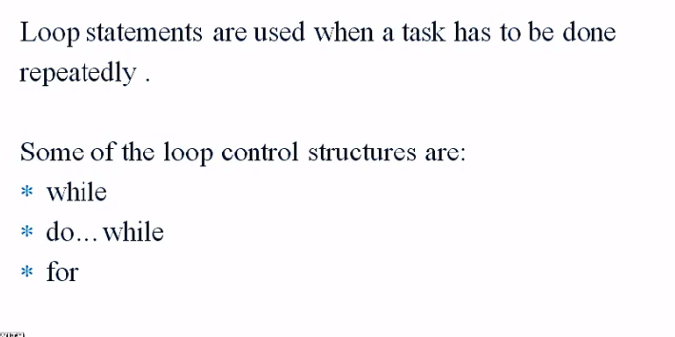 Loop statements are used when a task has to be done
repeatedly .
Some of the loop control structures are:
* while
* do... while
* for